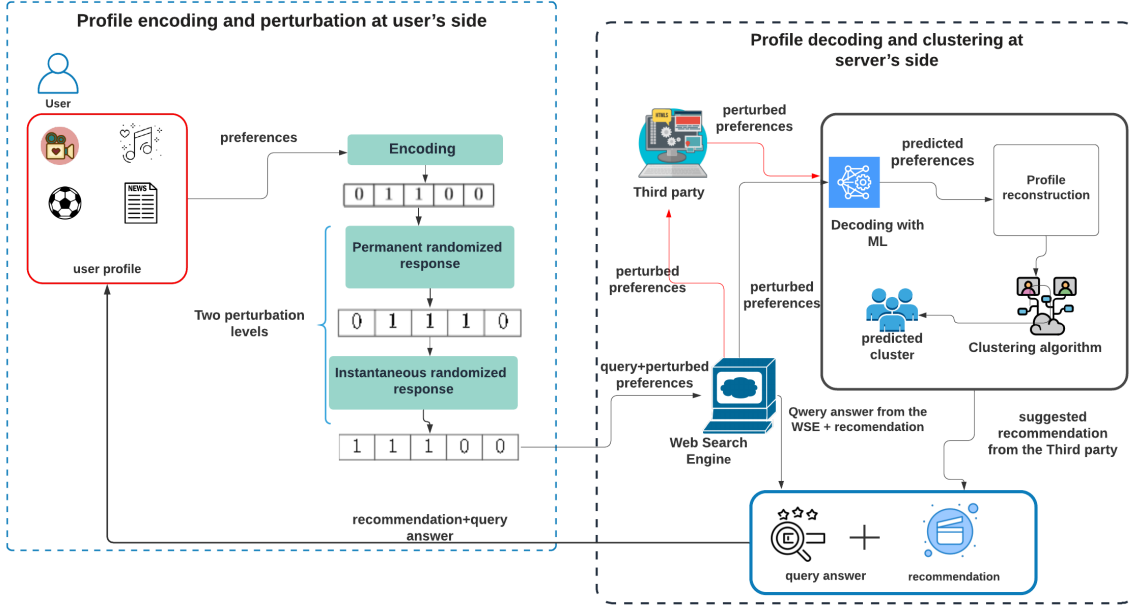 Profile encoding and perturbation at user's side
User
NEWS
user profile
preferences
Encoding
0 1 1 0 0
Permanent randomized
response
Two perturbation
levels
0 1 1 1 0
Instantaneous randomized
response
1 1 1 0 0
recommendation+query
answer
Profile decoding and clustering at
server's side
HTML5
Third party
perturbed
preferences
perturbed
preferences
perturbed
preferences
query+perturbed
preferences
Web Search
Engine
Decoding with
ML
predicted
preferences
Profile
reconstruction
Clustering algorithm
predicted
cluster
Qwery answer from the
WSE + recomendation
suggested
recommendation
from the Third party
query answer
recommendation